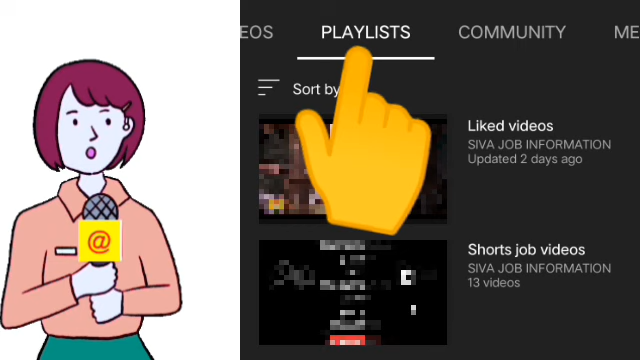 EOS PLAYLISTS COMMUNITY ME
Sort by
Liked videos
SIVA JOB INFORMATION
Updated 2 days ago
Shorts job videos
SIVA JOB INFORMATION
13 videos
@